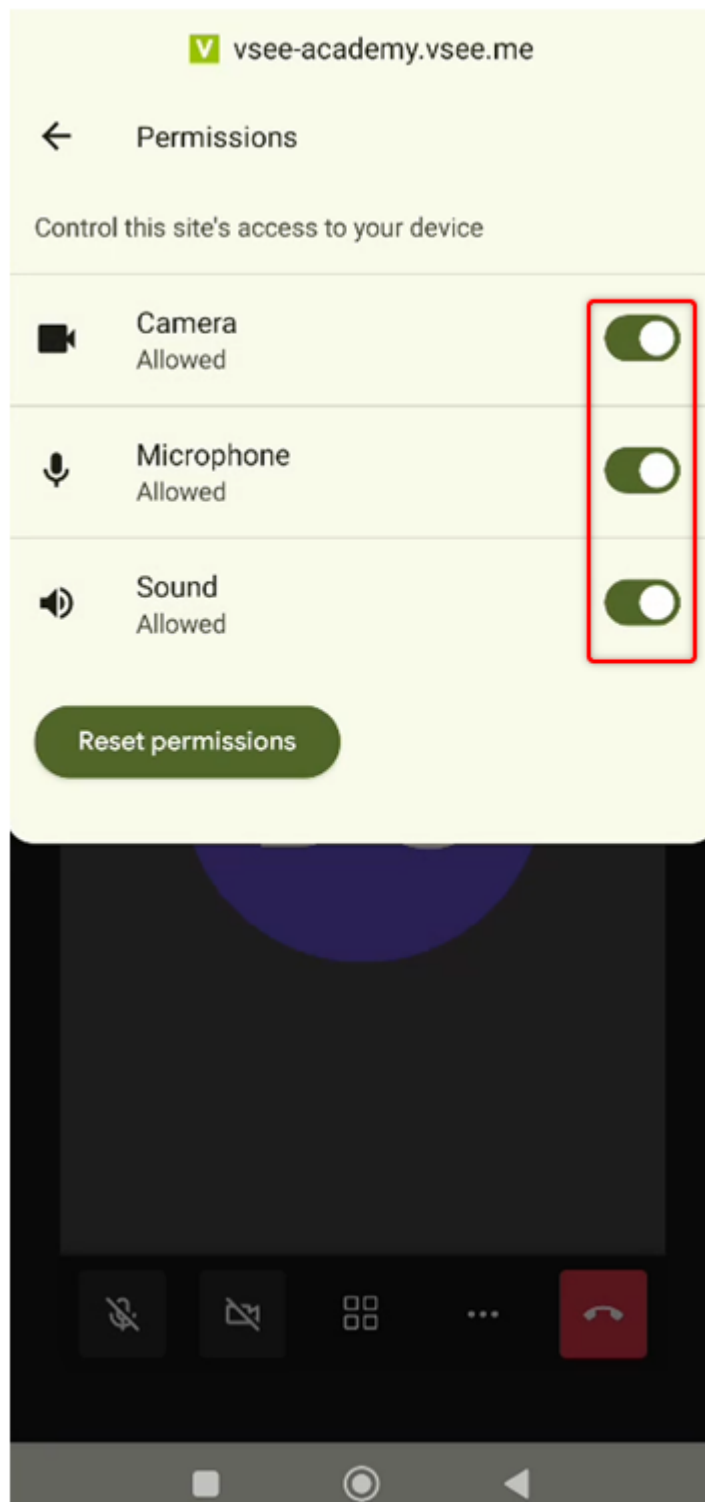 V vsee-academy.vsee.me
Permissions
Control this site's access to your device
Camera
Allowed
Microphone
Allowed
Sound
Allowed
Reset permissions